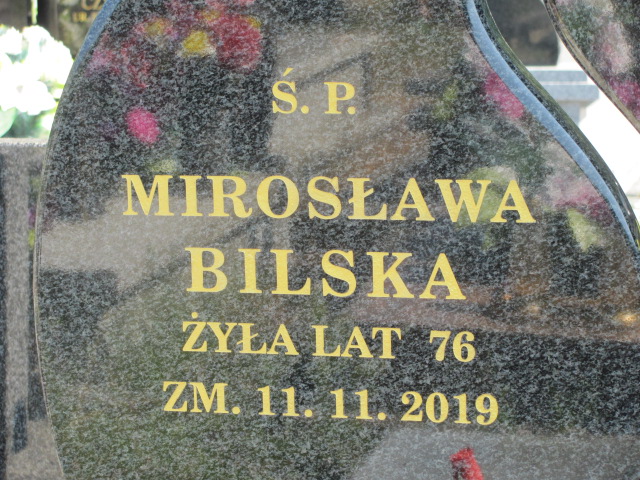 Ś. P.
MIROSŁAWA
BILSKA
ŻYŁA LAT 76
ZM. 11. 11. 2019